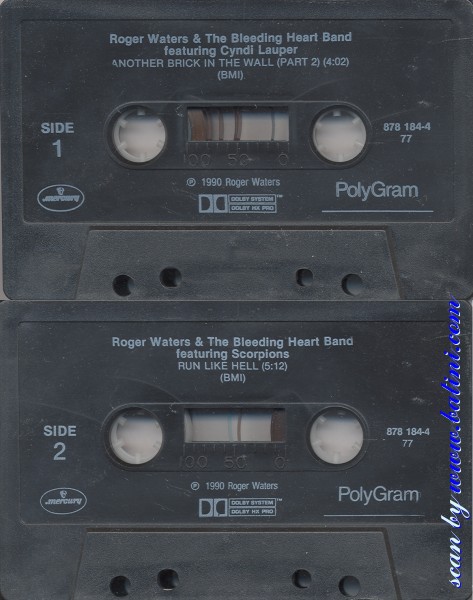 Roger Waters & The Bleeding Heart Band
featuring Cyndi Lauper
ANOTHER BRICK IN THE WALL (PART 2) (4:02)
(BMI)
SIDE
1
878 184-4
77
100 50 0
℗ 1990 Roger Waters
mercury
DOLBY SYSTEM ™
DOLBY HX PRO
PolyGram
Roger Waters & The Bleeding Heart Band
featuring Scorpions
RUN LIKE HELL (5:12)
(BMI)
SIDE
2
878 184-4
77
100 50 0
℗ 1990 Roger Waters
mercury
DOLBY SYSTEM ™
DOLBY HX PRO
PolyGram
scan by www.batini.com